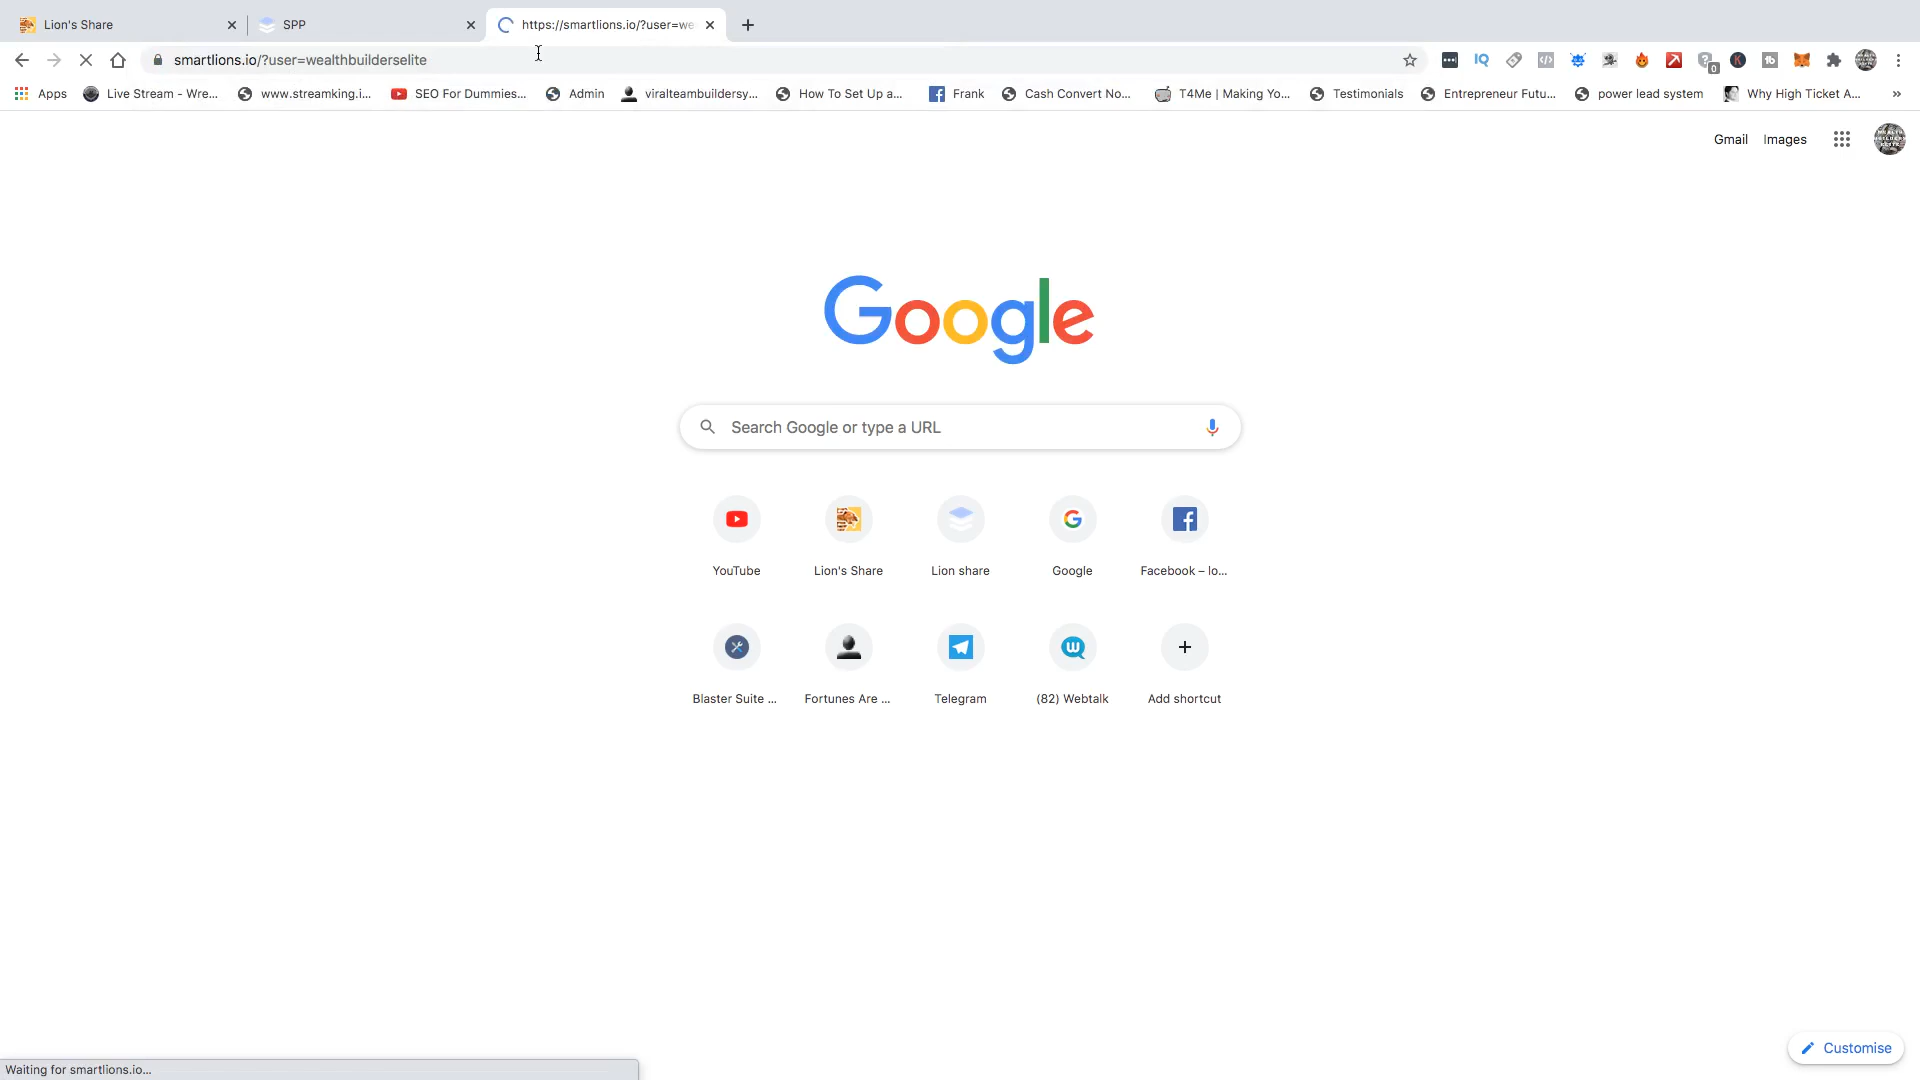 Lion's Share
SPP
https://smartlions.io/?user=we
smartlions.io/?user=wealthbuilderselite
IQ
0
Apps
Live Stream - Wre...
www.streamking.i...
SEO For Dummies...
Admin
viralteambuildersy...
How To Set Up a...
Frank
Cash Convert No...
T4Me | Making Yo...
Testimonials
Entrepreneur Futu...
power lead system
Why High Ticket A...
»
Gmail
Images
Google
Search Google or type a URL
YouTube
Lion's Share
Lion share
Google
Facebook – lo...
Blaster Suite ...
Fortunes Are ...
Telegram
(82) Webtalk
Add shortcut
Customise
Waiting for smartlions.io...